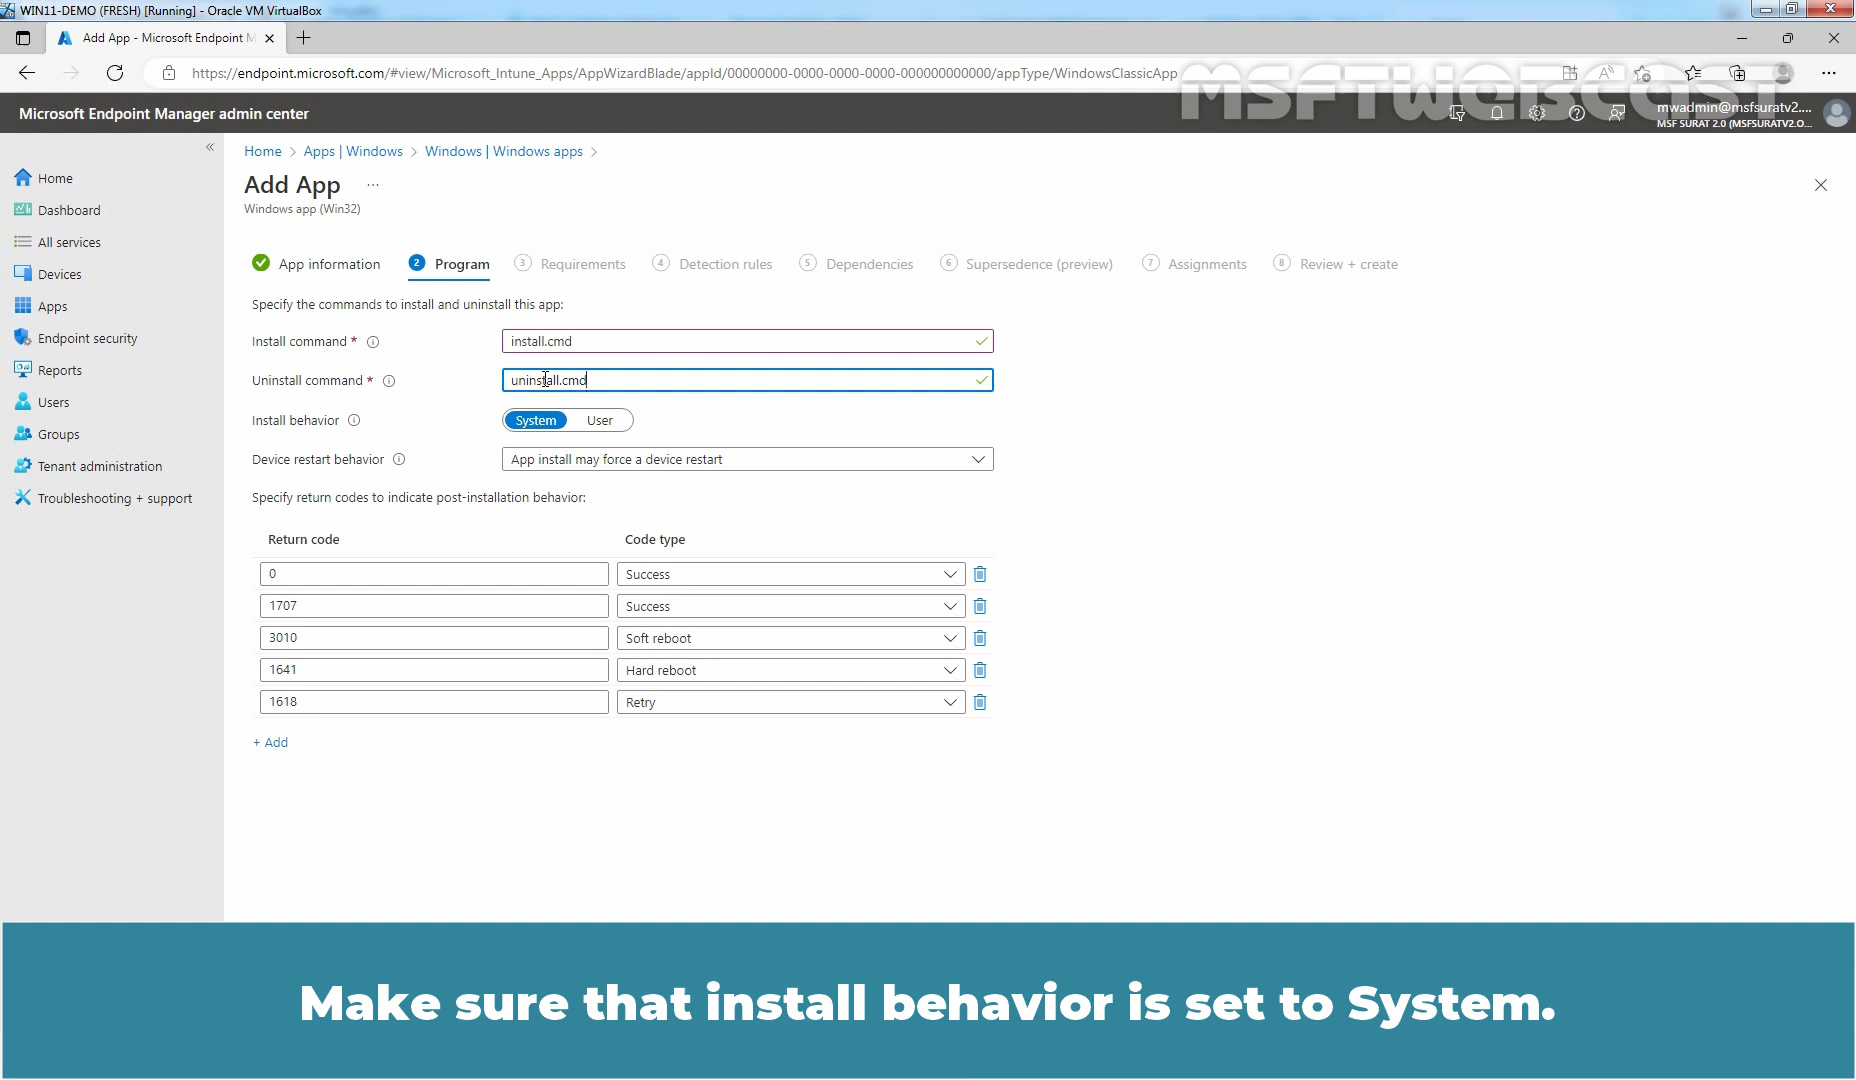 WIN11-DEMO (FRESH) [Running] - Oracle VM VirtualBox
Add App - Microsoft Endpoint M
https://endpoint.microsoft.com/#view/Microsoft_Intune_Apps/AppWizardBlade/appId/00000000-0000-0000-0000-000000000000/appType/WindowsClassicApp
MSFTWEBCAST
Microsoft Endpoint Manager admin center
mwadmin@msfsuratv2....
MSF SURAT 2.0 (MSFSURATV2.O...
Home > Apps | Windows > Windows | Windows apps >
Add App ...
Windows app (Win32)
Home
Dashboard
All services
Devices
Apps
Endpoint security
Reports
Users
Groups
Tenant administration
Troubleshooting + support
App information 2 Program 3 Requirements 4 Detection rules 5 Dependencies 6 Supersedence (preview) 7 Assignments 8 Review + create
Specify the commands to install and uninstall this app:
Install command * install.cmd
Uninstall command * uninstall.cmd
Install behavior System User
Device restart behavior App install may force a device restart
Specify return codes to indicate post-installation behavior:
Return code Code type
0 Success
1707 Success
3010 Soft reboot
1641 Hard reboot
1618 Retry
+ Add
Make sure that install behavior is set to System.